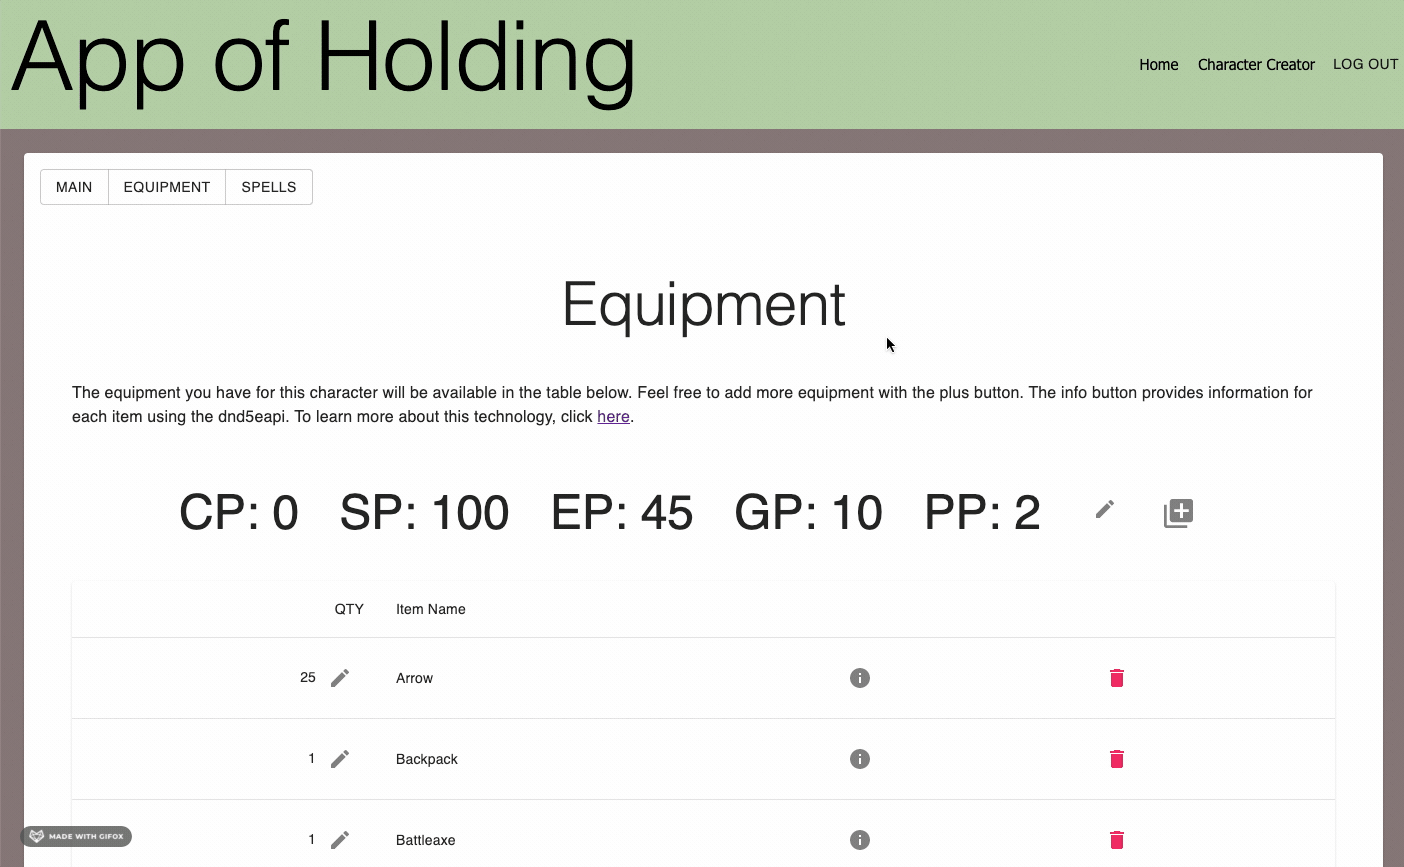 App of Holding
Home Character Creator LOG OUT
MAIN EQUIPMENT SPELLS
Equipment
The equipment you have for this character will be available in the table below. Feel free to add more equipment with the plus button. The info button provides information for
each item using the dnd5eapi. To learn more about this technology, click here.
CP: 0 SP: 100 EP: 45 GP: 10 PP: 2
QTY Item Name
25 Arrow
1 Backpack
1 Battleaxe
MADE WITH GIFOX